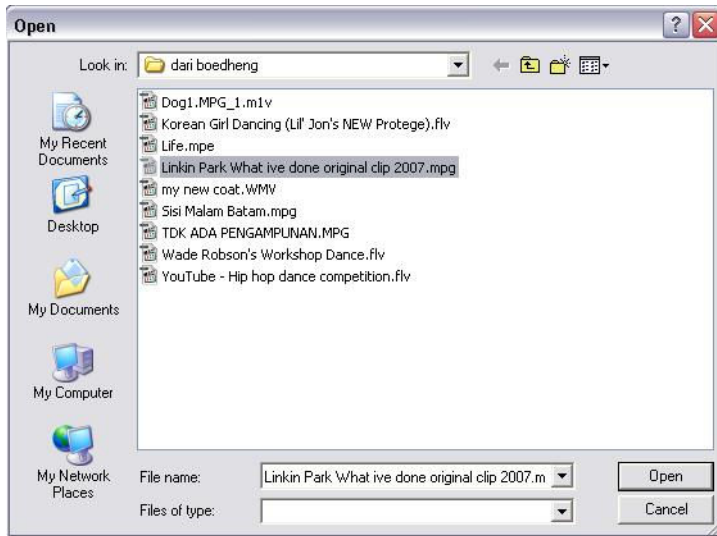 Open
Look in: dari boedheng
My Recent
Documents
Desktop
My Documents
My Computer
My Network
Places
Dog1.MPG_1.m1v
Korean Girl Dancing (Lil' Jon's NEW Protege).flv
Life.mpe
Linkin Park What ive done original clip 2007.mpg
my new coat.WMV
Sisi Malam Batam.mpg
TDK ADA PENGAMPUNAN.MPG
Wade Robson's Workshop Dance.flv
YouTube - Hip hop dance competition.flv
File name: Linkin Park What ive done original clip 2007.m Open
Files of type: Cancel